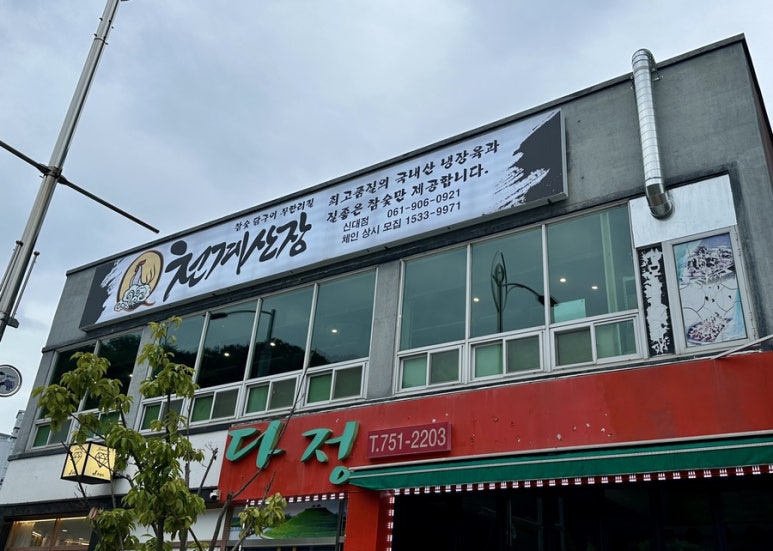 참숯 닭구이 무한리필
천계산장
최고품질의 국내산 냉장육과
질좋은 참숯만 제공합니다.
신대점 061-906-0921
체인 상시 모집 1533-9971
다정
T.751-2203